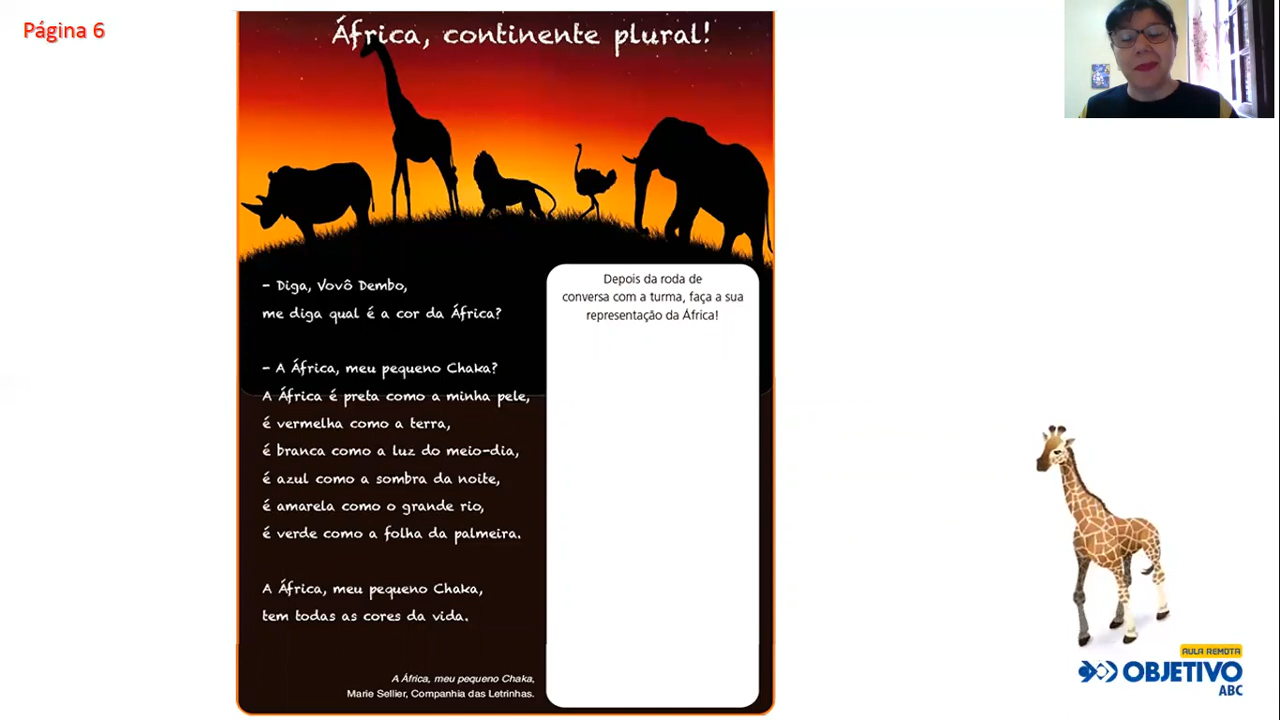 Página 6
África, continente plural!
– Diga, Vovô Dembo,
me diga qual é a cor da África?
– A África, meu pequeno Chaka?
A África é preta como a minha pele,
é vermelha como a terra,
é branca como a luz do meio-dia,
é azul como a sombra da noite,
é amarela como o grande rio,
é verde como a folha da palmeira.
A África, meu pequeno Chaka,
tem todas as cores da vida.
A África, meu pequeno Chaka,
Marie Sellier, Companhia das Letrinhas.
Depois da roda de
conversa com a turma, faça a sua
representação da África!
AULA REMOTA
OBJETIVO
ABC